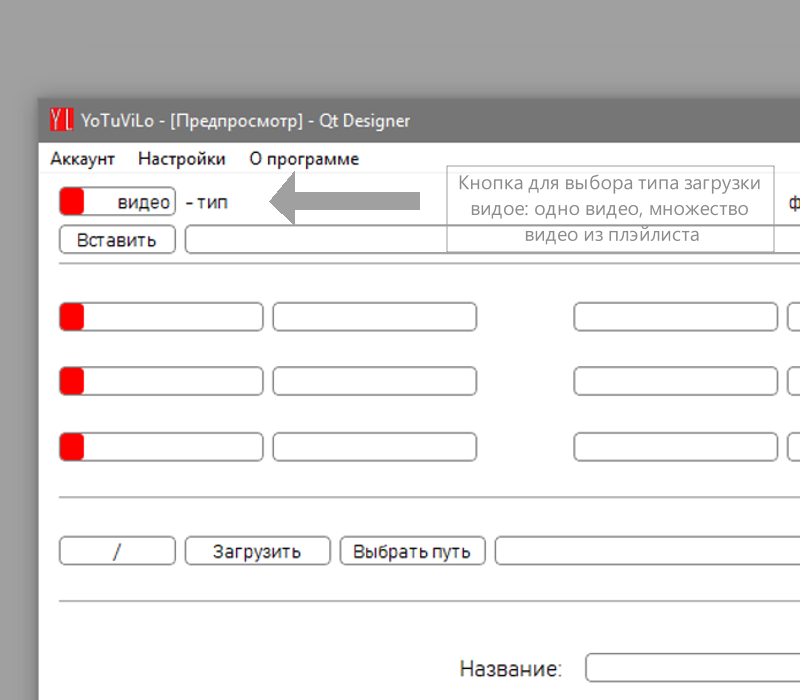 YL YoTuViLo - [Предпросмотр] - Qt Designer
Аккаунт Настройки О программе
видео - тип
Кнопка для выбора типа загрузки
видое: одно видео, множество
видео из плэйлиста
ф
Вставить
/ Загрузить Выбрать путь
Название: